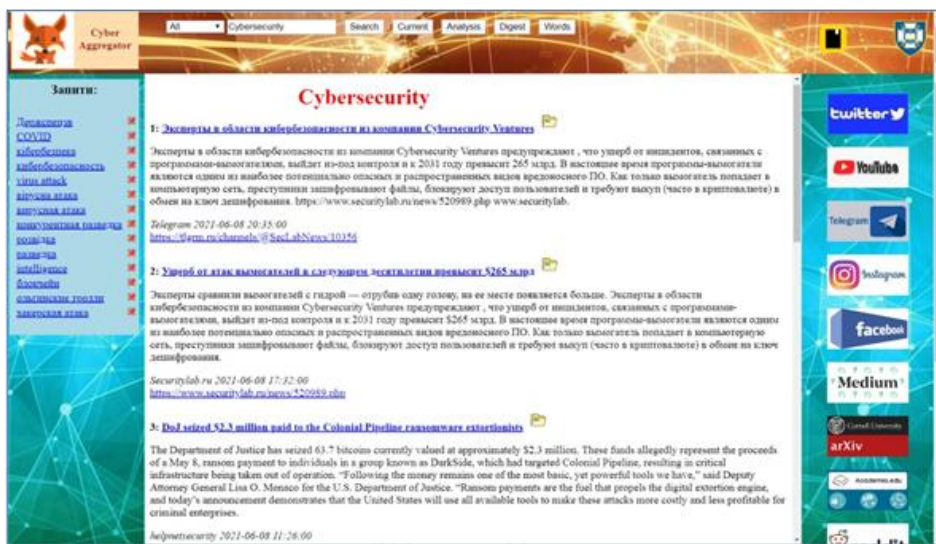 Cyber
Aggregator
All
Cybersecurity
Search
Current
Analysis
Digest
Words
Запити:
Держспецзв
COVID
кібербезпека
кибербезопасность
virus attack
вірусна атака
вирусная атака
конкурентная разведка
розвідка
разведка
intelligence
блокчейн
ольгинские тролли
хакерская атака
Cybersecurity
1: Эксперты в области кибербезопасности из компании Cybersecurity Ventures
Эксперты в области кибербезопасности из компании Cybersecurity Ventures предупреждают , что ущерб от инцидентов, связанных с
программами-вымогателями, выйдет из-под контроля и к 2031 году превысит 265 млрд. В настоящее время программы-вымогатели
являются одним из наиболее потенциально опасных и распространенных видов вредоносного ПО. Как только вымогатель попадает в
компьютерную сеть, преступники зашифровывают файлы, блокируют доступ пользователей и требуют выкуп (часто в криптовалюте) в
обмен на ключ дешифрования. https://www.securitylab.ru/news/520989.php www.securitylab.
Telegram 2021-06-08 20:35:00
https://tlgrm.ru/channels/@SecLabNews/10356
2: Ущерб от атак вымогателей в следующем десятилетии превысит $265 млрд
Эксперты сравнили вымогателей с гидрой — отрубив одну голову, на ее месте появляется больше. Эксперты в области
кибербезопасности из компании Cybersecurity Ventures предупреждают , что ущерб от инцидентов, связанных с программами-
вымогателями, выйдет из-под контроля и к 2031 году превысит $265 млрд. В настоящее время программы-вымогатели являются одним
из наиболее потенциально опасных и распространенных видов вредоносного ПО. Как только вымогатель попадает в компьютерную
сеть, преступники зашифровывают файлы, блокируют доступ пользователей и требуют выкуп (часто в криптовалюте) в обмен на ключ
дешифрования.
Securitylab.ru 2021-06-08 17:32:00
https://www.securitylab.ru/news/520989.php
3: DoJ seized $2.3 million paid to the Colonial Pipeline ransomware extortionists
The Department of Justice has seized 63.7 bitcoins currently valued at approximately $2.3 million. These funds allegedly represent the proceeds
of a May 8, ransom payment to individuals in a group known as DarkSide, which had targeted Colonial Pipeline, resulting in critical
infrastructure being taken out of operation. “Following the money remains one of the most basic, yet powerful tools we have,” said Deputy
Attorney General Lisa O. Monaco for the U.S. Department of Justice. “Ransom payments are the fuel that propels the digital extortion engine,
and today’s announcement demonstrates that the United States will use all available tools to make these attacks more costly and less profitable for
criminal enterprises.
helpnetsecurity 2021-06-08 11:26:00
twitter
YouTube
Telegram
Instagram
facebook
Medium
Cornell University
arXiv
Academia.edu